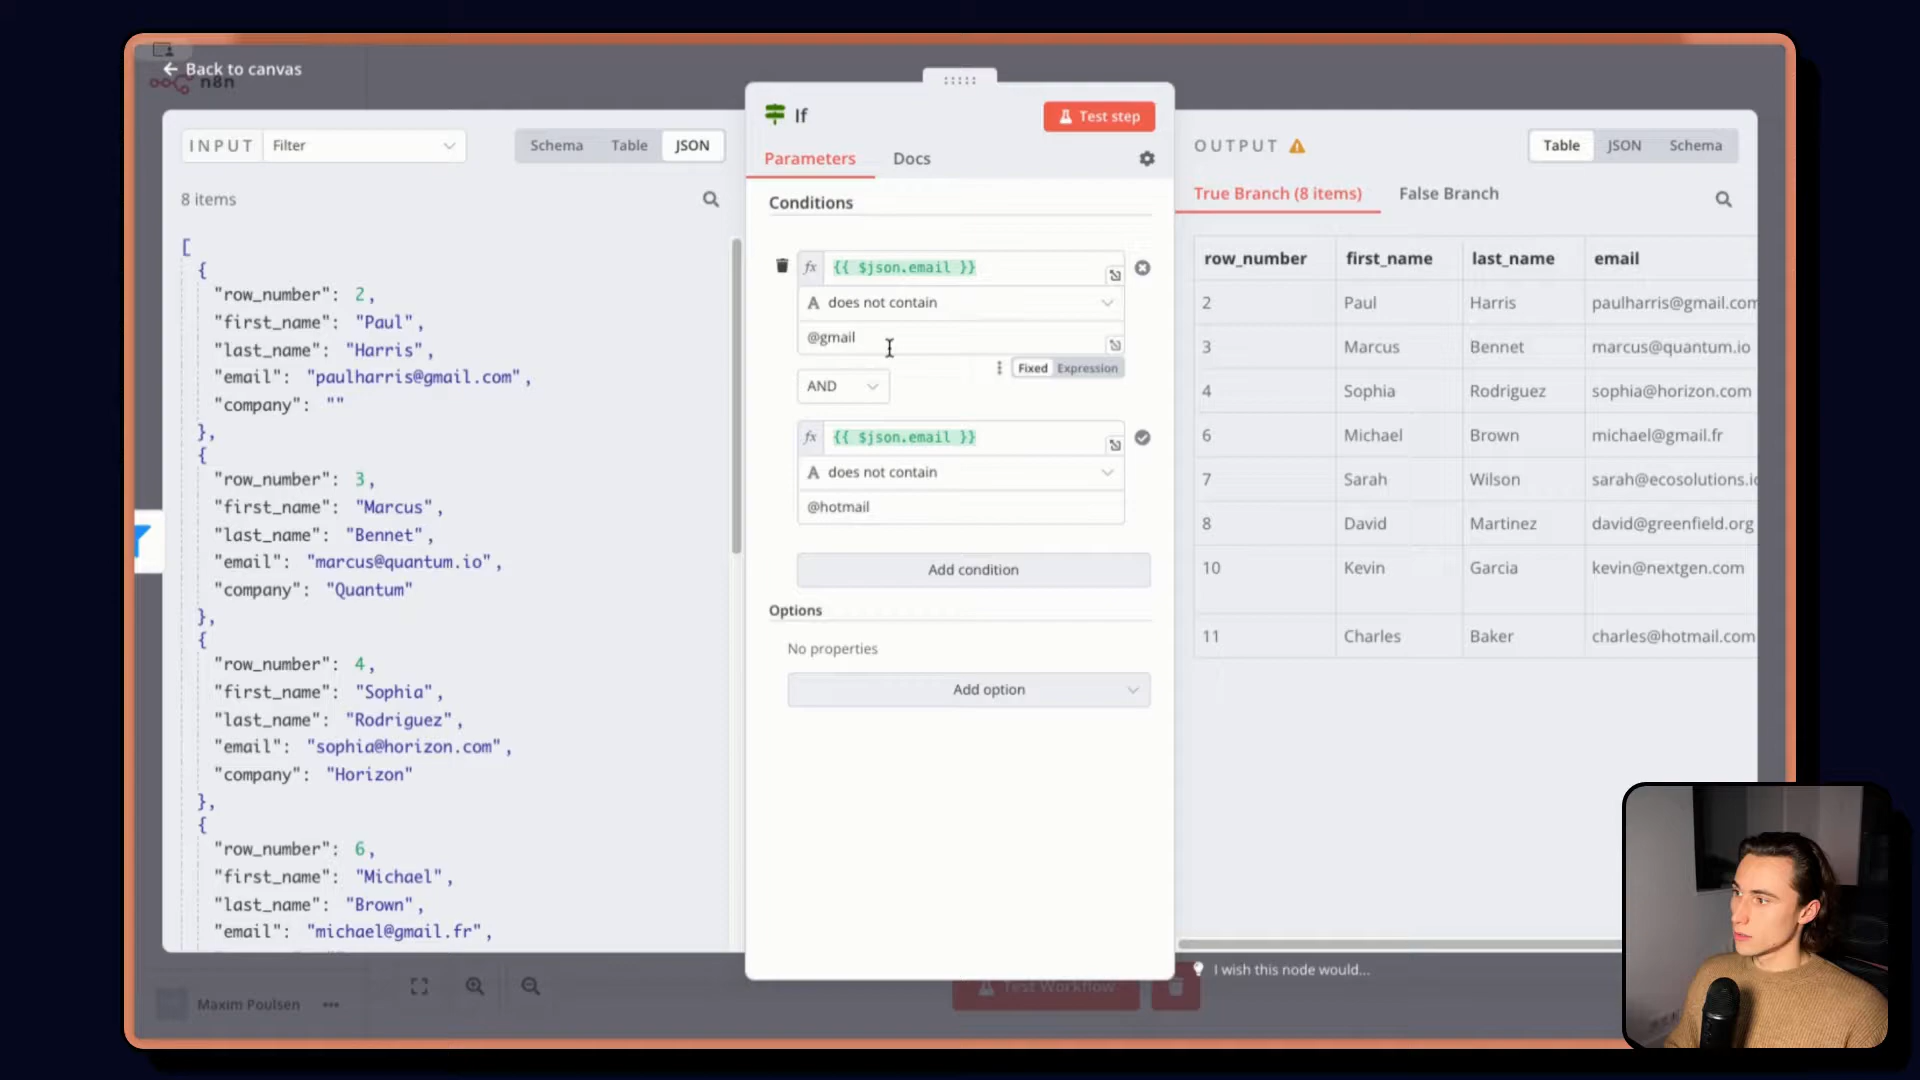 Back to canvas
n8n
INPUT Filter
Schema Table JSON
8 items
[
{
"row_number": 2,
"first_name": "Paul",
"last_name": "Harris",
"email": "paulharris@gmail.com",
"company": ""
},
{
"row_number": 3,
"first_name": "Marcus",
"last_name": "Bennet",
"email": "marcus@quantum.io",
"company": "Quantum"
},
{
"row_number": 4,
"first_name": "Sophia",
"last_name": "Rodriguez",
"email": "sophia@horizon.com",
"company": "Horizon"
},
{
"row_number": 6,
"first_name": "Michael",
"last_name": "Brown",
"email": "michael@gmail.fr",
Maxim Poulsen
If
Test step
Parameters Docs
Conditions
fx {{ $json.email }}
A does not contain
@gmail
Fixed Expression
AND
fx {{ $json.email }}
A does not contain
@hotmail
Add condition
Options
No properties
Add option
Test Workflow
OUTPUT
Table JSON Schema
True Branch (8 items) False Branch
row_number first_name last_name email
2 Paul Harris paulharris@gmail.com
3 Marcus Bennet marcus@quantum.io
4 Sophia Rodriguez sophia@horizon.com
6 Michael Brown michael@gmail.fr
7 Sarah Wilson sarah@ecosolutions.io
8 David Martinez david@greenfield.org
10 Kevin Garcia kevin@nextgen.com
11 Charles Baker charles@hotmail.com
I wish this node would...